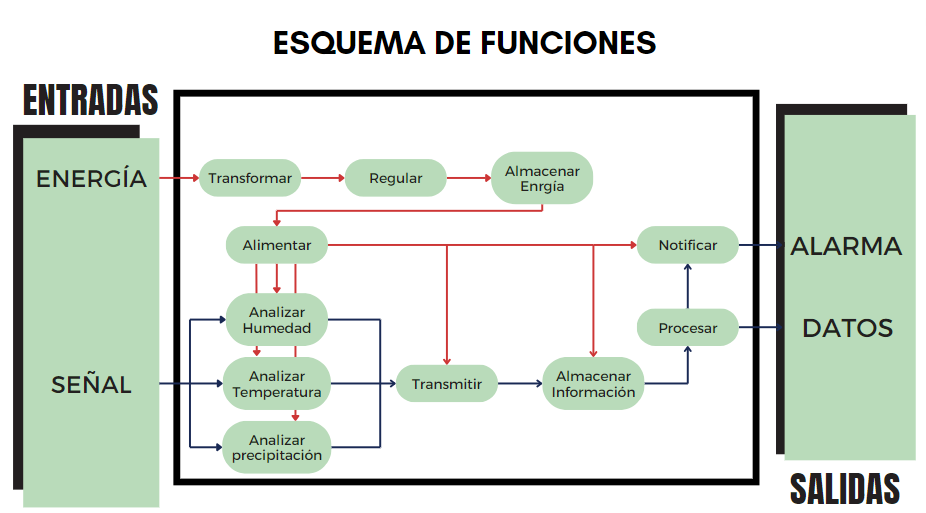 ESQUEMA DE FUNCIONES
ENTRADAS
ENERGÍA
Transformar
Regular
Almacenar
Enrgía
Alimentar
Notificar
ALARMA
Analizar
Humedad
Procesar
DATOS
SEÑAL
Analizar
Temperatura
Transmitir
Almacenar
Información
Analizar
precipitación
SALIDAS